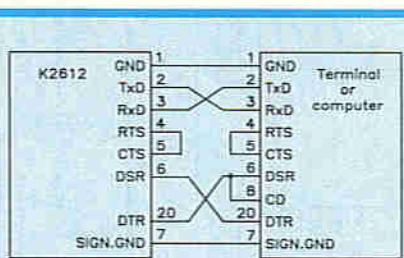 K2612
GND 1 1 GND
TxD 2 2 TxD
RxD 3 3 RxD
RTS 4 4 RTS
CTS 5 5 CTS
DSR 6 6 DSR
8 CD
DTR 20 20 DTR
SIGN.GND 7 7 SIGN.GND
Terminal
or
computer